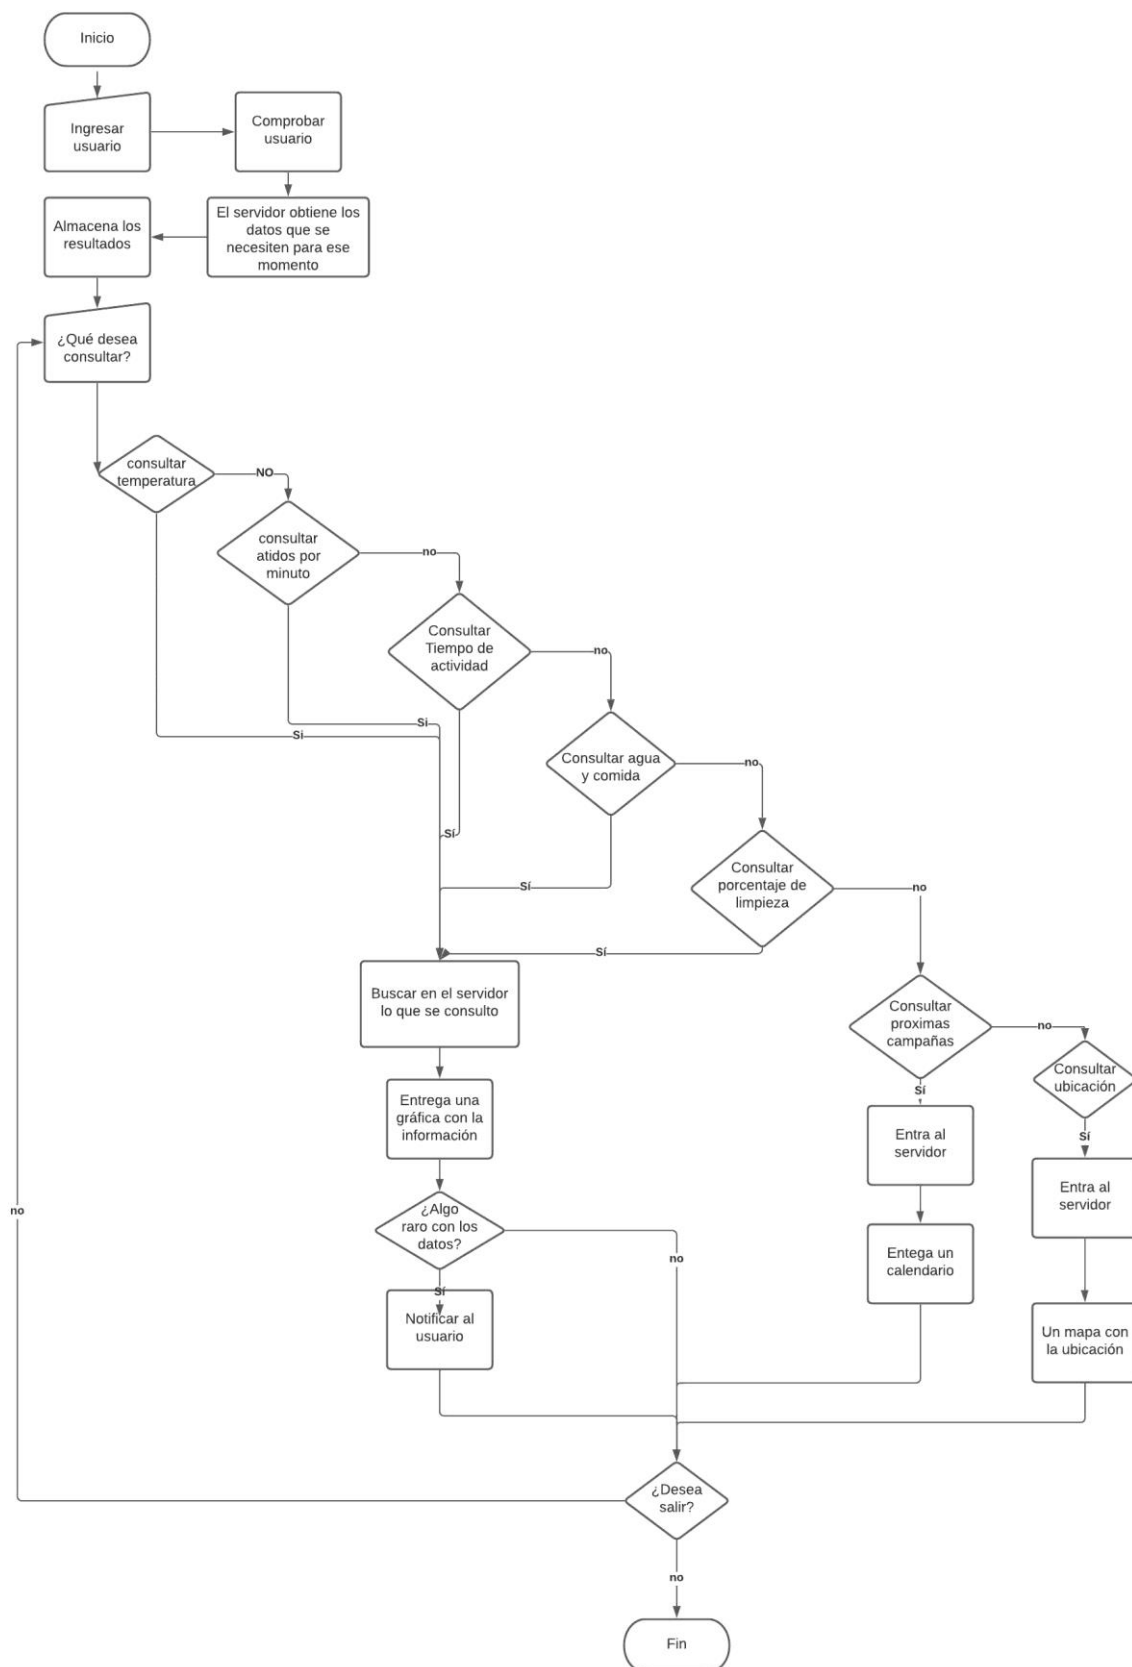 Inicio
Ingresar
usuario
Comprobar
usuario
El servidor obtiene los
datos que se
necesiten para ese
momento
Almacena los
resultados
¿Qué desea
consultar?
consultar
temperatura
NO
consultar
atidos por
minuto
no
Consultar
Tiempo de
actividad
no
Si
Si
Consultar agua
y comida
no
Sí
Consultar
porcentaje de
limpieza
no
Sí
Sí
Buscar en el servidor
lo que se consulto
Consultar
proximas
campañas
no
Consultar
ubicación
Sí
Sí
Entrega una
gráfica con la
información
Entra al
servidor
Entra al
servidor
¿Algo
raro con los
datos?
no
no
Sí
Entega un
calendario
Notificar al
usuario
Un mapa con
la ubicación
¿Desea
salir?
no
Fin